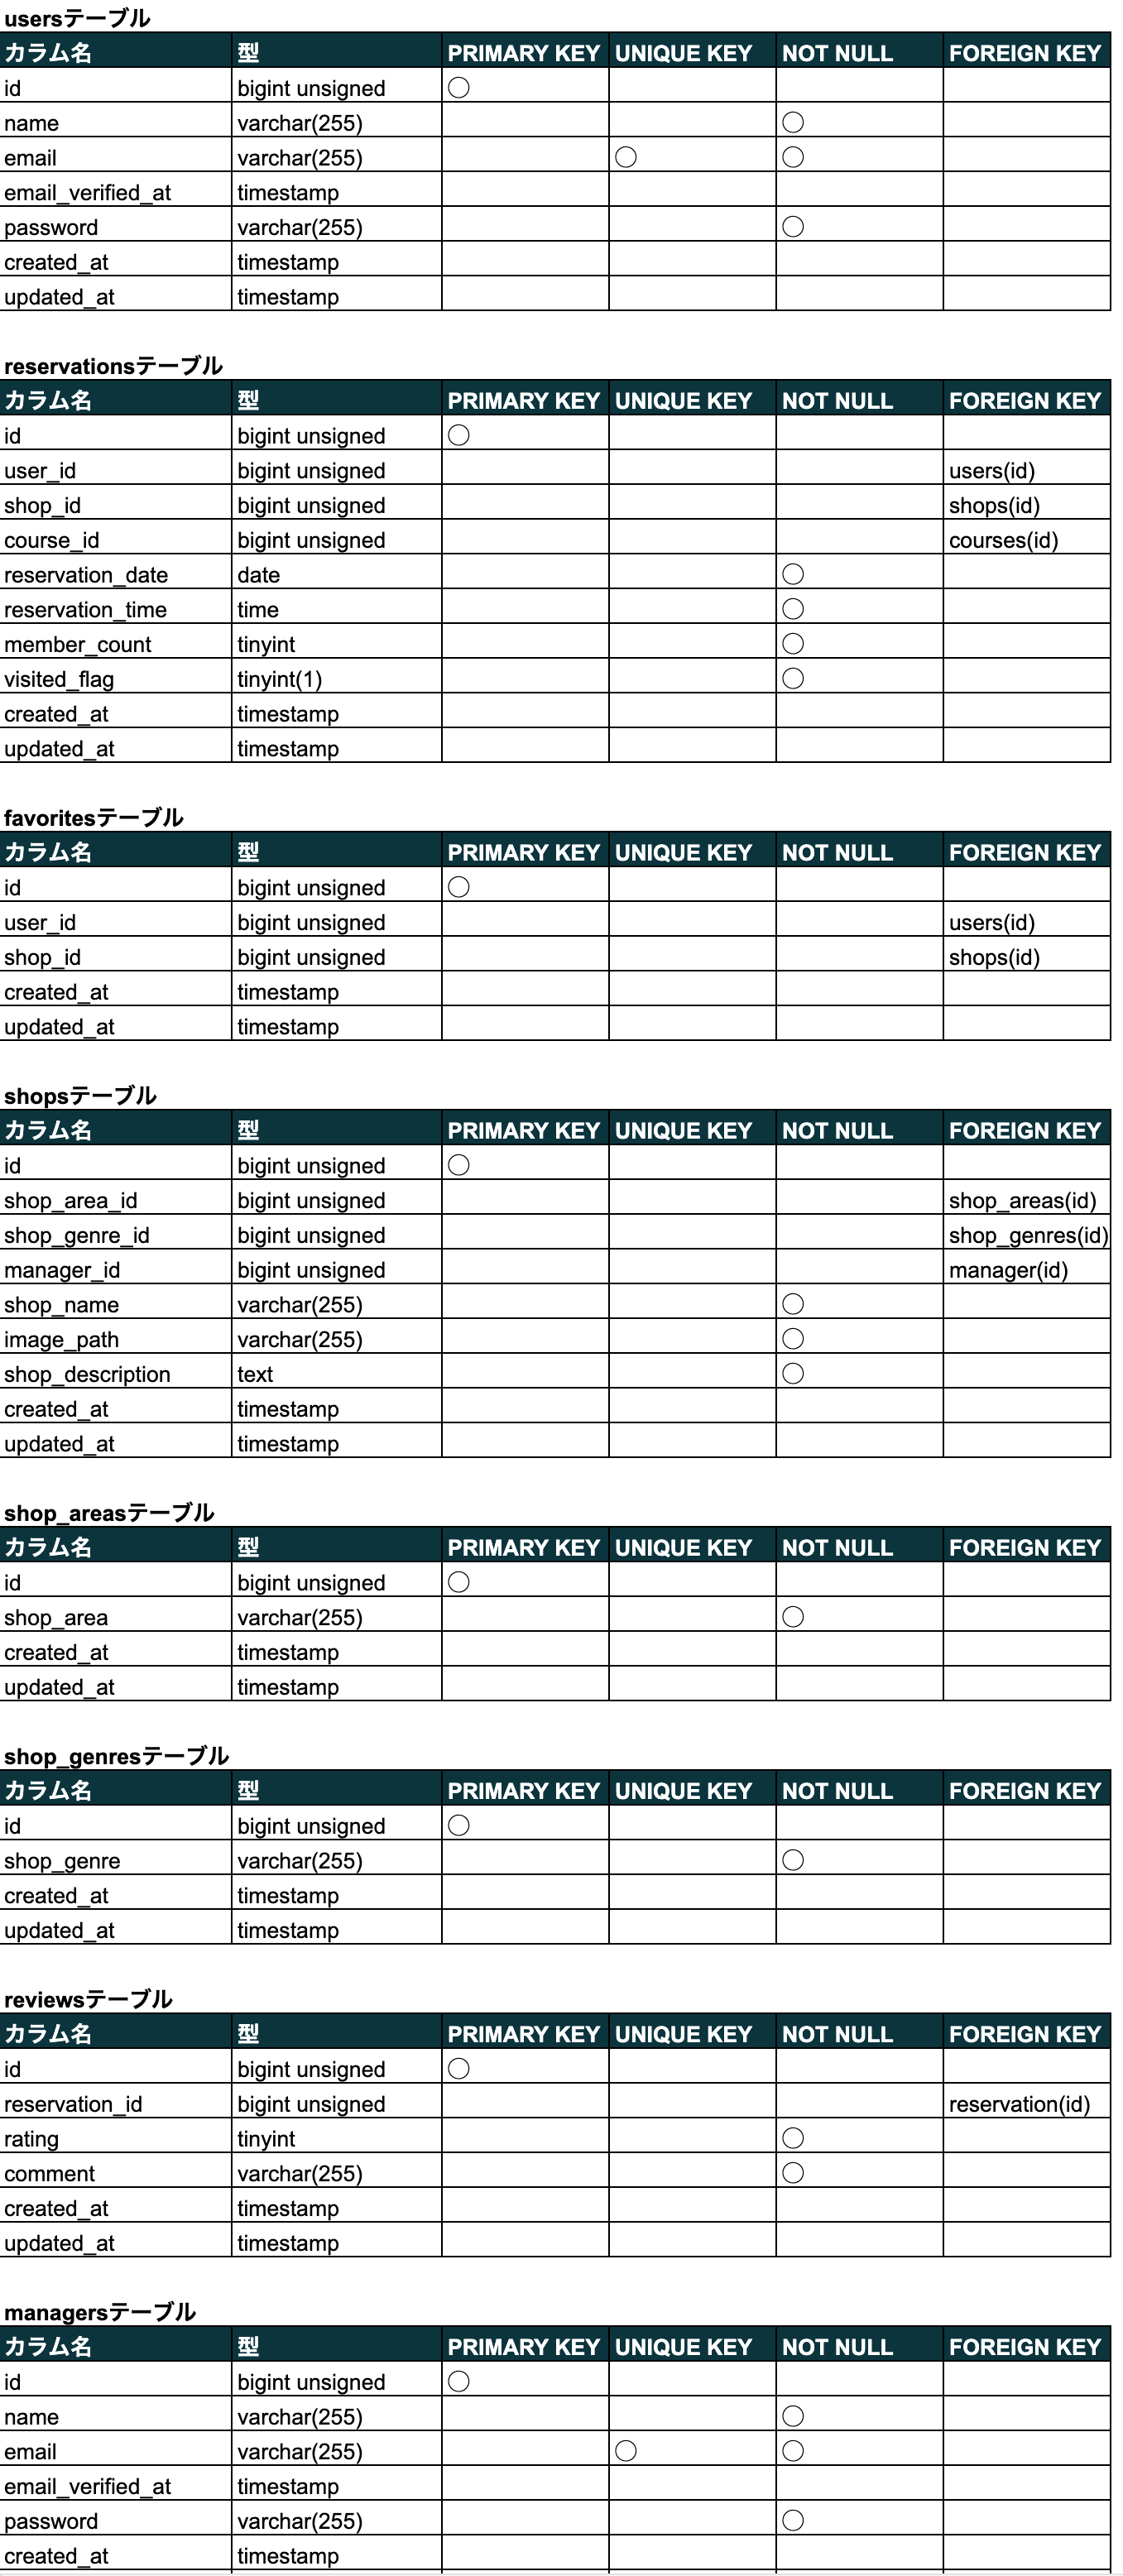 usersテーブル
カラム名 型 PRIMARY KEY UNIQUE KEY NOT NULL FOREIGN KEY
id bigint unsigned ○
name varchar(255) ○
email varchar(255) ○ ○
email_verified_at timestamp
password varchar(255) ○
created_at timestamp
updated_at timestamp
reservationsテーブル
カラム名 型 PRIMARY KEY UNIQUE KEY NOT NULL FOREIGN KEY
id bigint unsigned ○
user_id bigint unsigned users(id)
shop_id bigint unsigned shops(id)
course_id bigint unsigned courses(id)
reservation_date date ○
reservation_time time ○
member_count tinyint ○
visited_flag tinyint(1) ○
created_at timestamp
updated_at timestamp
favoritesテーブル
カラム名 型 PRIMARY KEY UNIQUE KEY NOT NULL FOREIGN KEY
id bigint unsigned ○
user_id bigint unsigned users(id)
shop_id bigint unsigned shops(id)
created_at timestamp
updated_at timestamp
shopsテーブル
カラム名 型 PRIMARY KEY UNIQUE KEY NOT NULL FOREIGN KEY
id bigint unsigned ○
shop_area_id bigint unsigned shop_areas(id)
shop_genre_id bigint unsigned shop_genres(id)
manager_id bigint unsigned manager(id)
shop_name varchar(255) ○
image_path varchar(255) ○
shop_description text ○
created_at timestamp
updated_at timestamp
shop_areasテーブル
カラム名 型 PRIMARY KEY UNIQUE KEY NOT NULL FOREIGN KEY
id bigint unsigned ○
shop_area varchar(255) ○
created_at timestamp
updated_at timestamp
shop_genresテーブル
カラム名 型 PRIMARY KEY UNIQUE KEY NOT NULL FOREIGN KEY
id bigint unsigned ○
shop_genre varchar(255) ○
created_at timestamp
updated_at timestamp
reviewsテーブル
カラム名 型 PRIMARY KEY UNIQUE KEY NOT NULL FOREIGN KEY
id bigint unsigned ○
reservation_id bigint unsigned reservation(id)
rating tinyint ○
comment varchar(255) ○
created_at timestamp
updated_at timestamp
managersテーブル
カラム名 型 PRIMARY KEY UNIQUE KEY NOT NULL FOREIGN KEY
id bigint unsigned ○
name varchar(255) ○
email varchar(255) ○ ○
email_verified_at timestamp
password varchar(255) ○
created_at timestamp